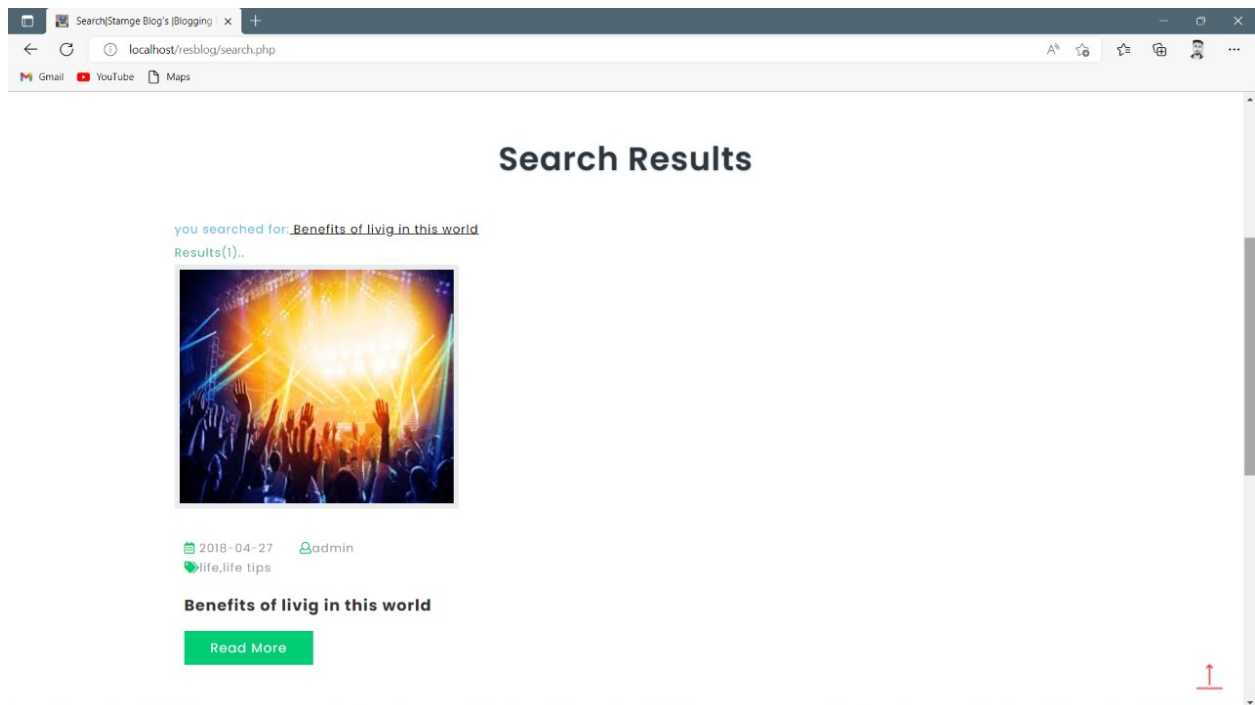 Search|Starnge Blog's |Blogging
localhost/resblog/search.php
Gmail YouTube Maps
Search Results
you searched for: Benefits of livig in this world
Results(1)..
2018-04-27 admin
life,life tips
Benefits of livig in this world
Read More